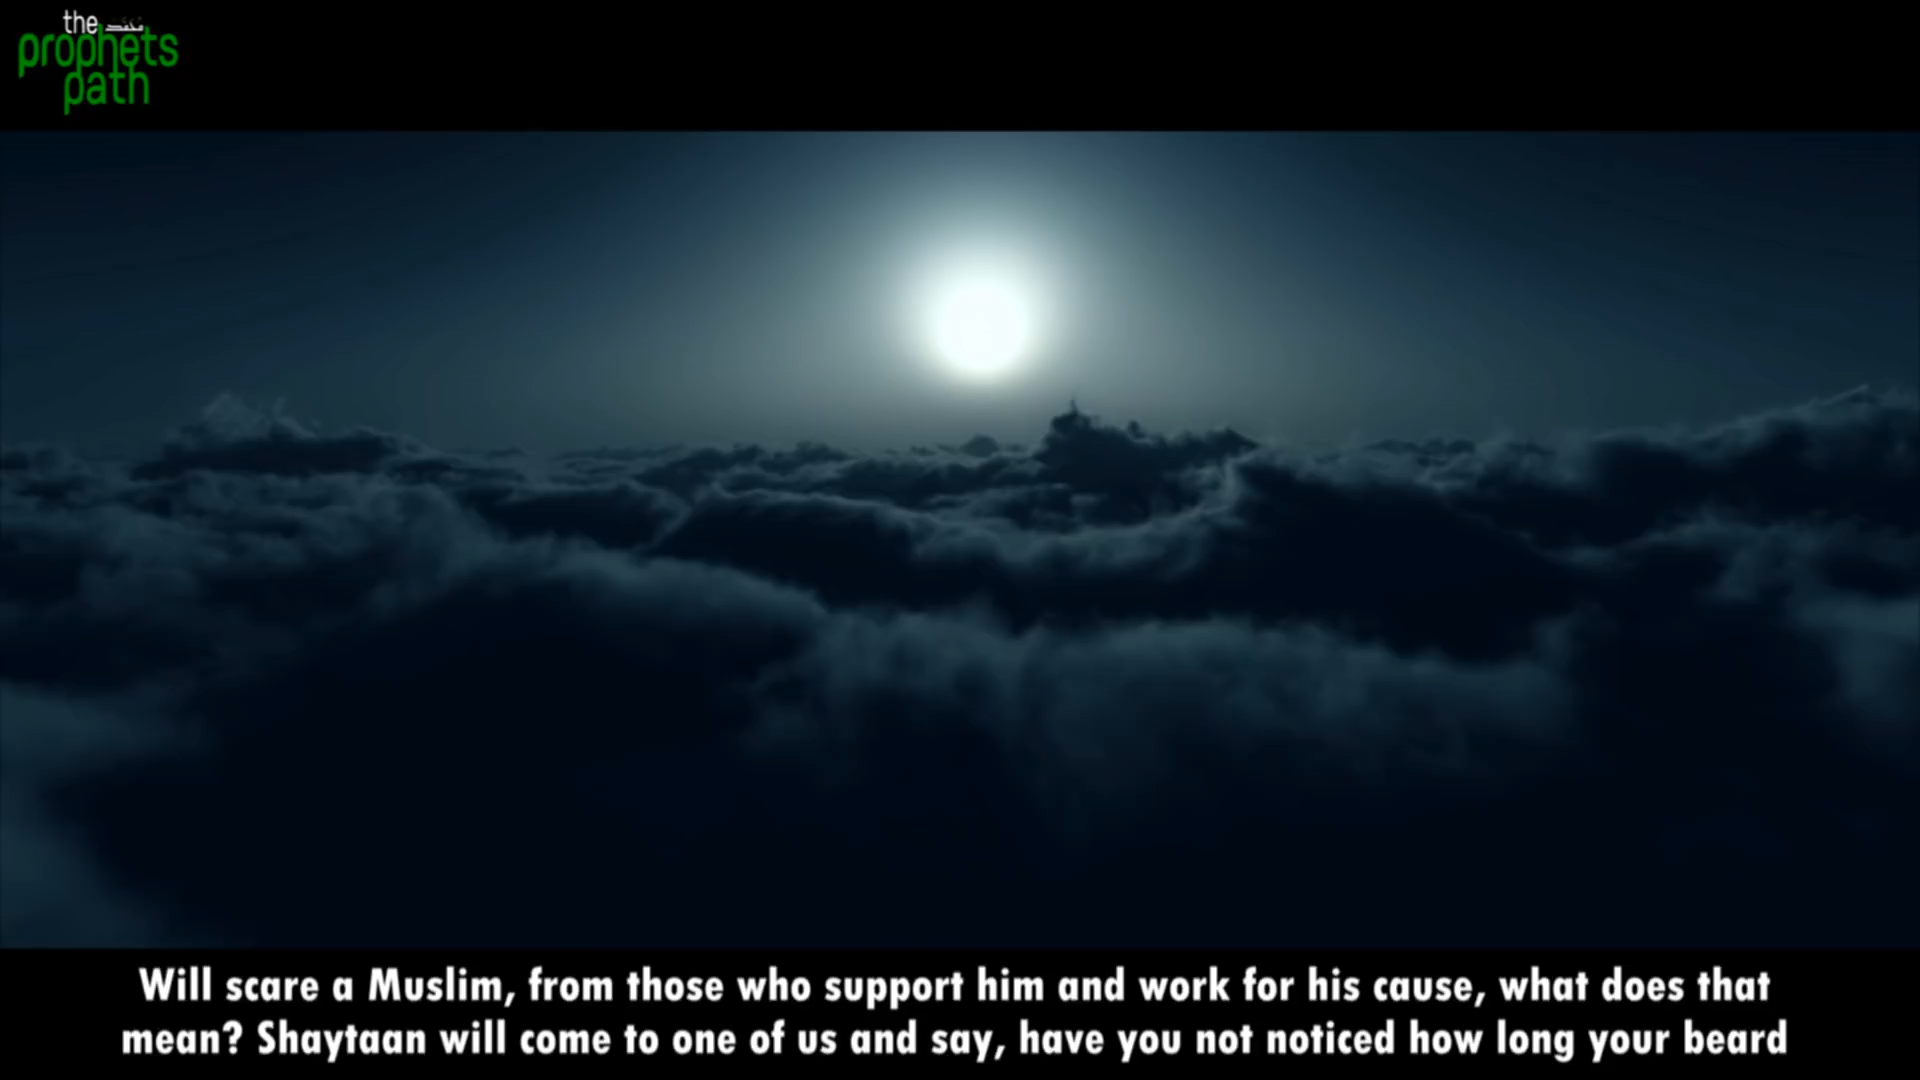 the
prophets
path
Will scare a Muslim, from those who support him and work for his cause, what does that
mean? Shaytaan will come to one of us and say, have you not noticed how long your beard